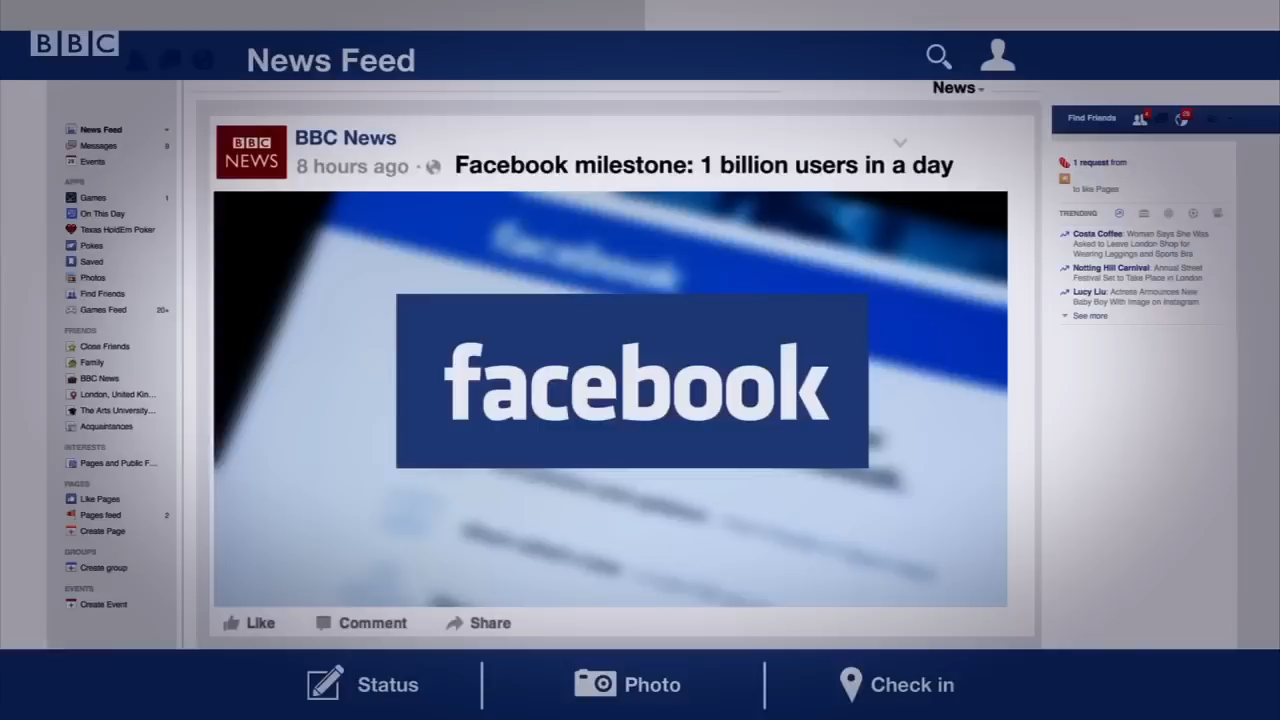 BBC
News Feed
News
BBC NEWS
BBC News
8 hours ago
Facebook milestone: 1 billion users in a day
facebook
facebook
Like
Comment
Share
Status
Photo
Check in
News Feed
Messages 9
Events
APPS
Games 1
On This Day
Texas HoldEm Poker
Pokes
Saved
Photos
Find Friends
Games Feed 20+
FRIENDS
Close Friends
Family
BBC News
London, United Kin...
The Arts University...
Acquaintances
INTERESTS
Pages and Public F...
PAGES
Like Pages
Pages feed 2
Create Page
GROUPS
Create group
EVENTS
Create Event
Find Friends
1 request from
to like Pages
TRENDING
Costa Coffee: Woman Says She Was
Asked to Leave London Shop for
Wearing Leggings and Sports Bra
Notting Hill Carnival: Annual Street
Festival Set to Take Place in London
Lucy Liu: Actress Announces New
Baby Boy With Image on Instagram
See more